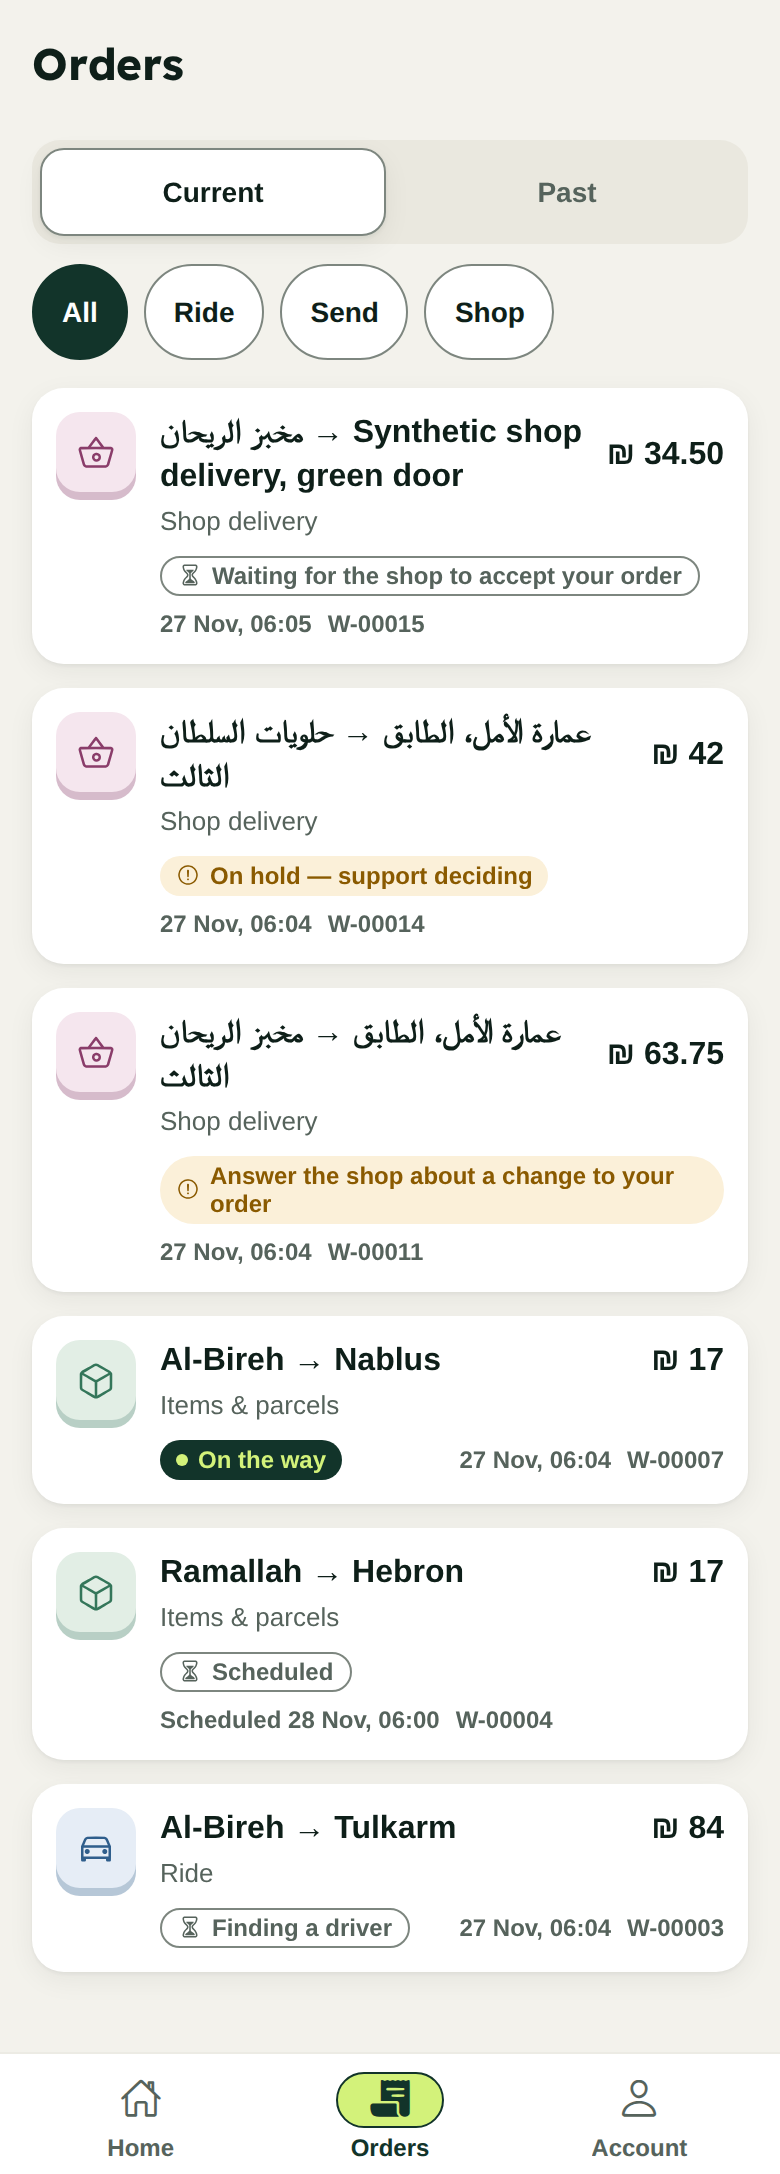 Orders
Current
Past
All
Ride
Send
Shop
مخبز الريحان → Synthetic shop
delivery, green door
₪ 34.50
Shop delivery
Waiting for the shop to accept your order
27 Nov, 06:05 W-00015
حلويات السلطان → عمارة الأمل، الطابق
الثالث
₪ 42
Shop delivery
On hold — support deciding
27 Nov, 06:04 W-00014
مخبز الريحان → عمارة الأمل، الطابق
الثالث
₪ 63.75
Shop delivery
Answer the shop about a change to your
order
27 Nov, 06:04 W-00011
Al-Bireh → Nablus
₪ 17
Items & parcels
On the way
27 Nov, 06:04 W-00007
Ramallah → Hebron
₪ 17
Items & parcels
Scheduled
Scheduled 28 Nov, 06:00 W-00004
Al-Bireh → Tulkarm
₪ 84
Ride
Finding a driver
27 Nov, 06:04 W-00003
Home
Orders
Account